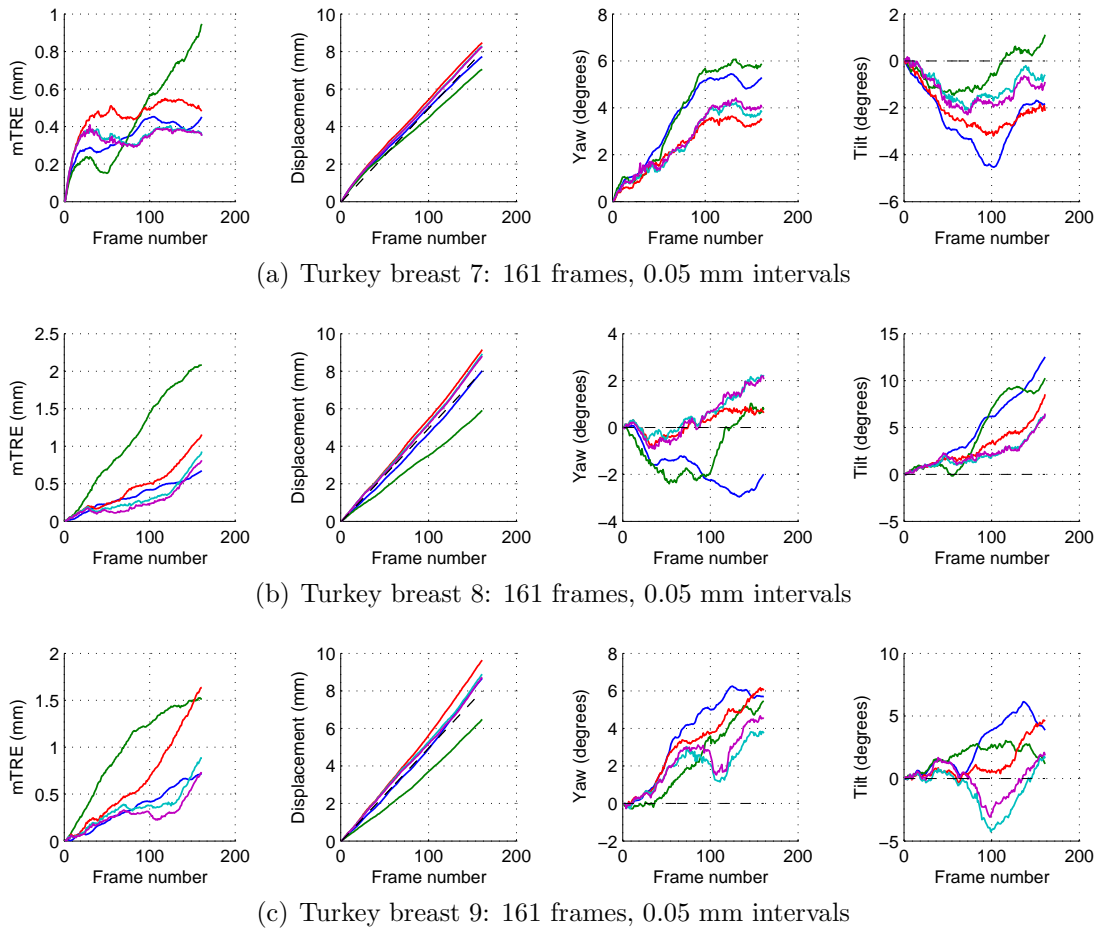 mTRE (mm)
1
0.8
0.6
0.4
0.2
0
0 100 200
Frame number
Displacement (mm)
10
8
6
4
2
0
0 100 200
Frame number
Yaw (degrees)
8
6
4
2
0
0 100 200
Frame number
Tilt (degrees)
2
0
−2
−4
−6
0 100 200
Frame number
(a) Turkey breast 7: 161 frames, 0.05 mm intervals
mTRE (mm)
2.5
2
1.5
1
0.5
0
0 100 200
Frame number
Displacement (mm)
10
8
6
4
2
0
0 100 200
Frame number
Yaw (degrees)
4
2
0
−2
−4
0 100 200
Frame number
Tilt (degrees)
15
10
5
0
−5
0 100 200
Frame number
(b) Turkey breast 8: 161 frames, 0.05 mm intervals
mTRE (mm)
2
1.5
1
0.5
0
0 100 200
Frame number
Displacement (mm)
10
8
6
4
2
0
0 100 200
Frame number
Yaw (degrees)
8
6
4
2
0
−2
0 100 200
Frame number
Tilt (degrees)
10
5
0
−5
0 100 200
Frame number
(c) Turkey breast 9: 161 frames, 0.05 mm intervals